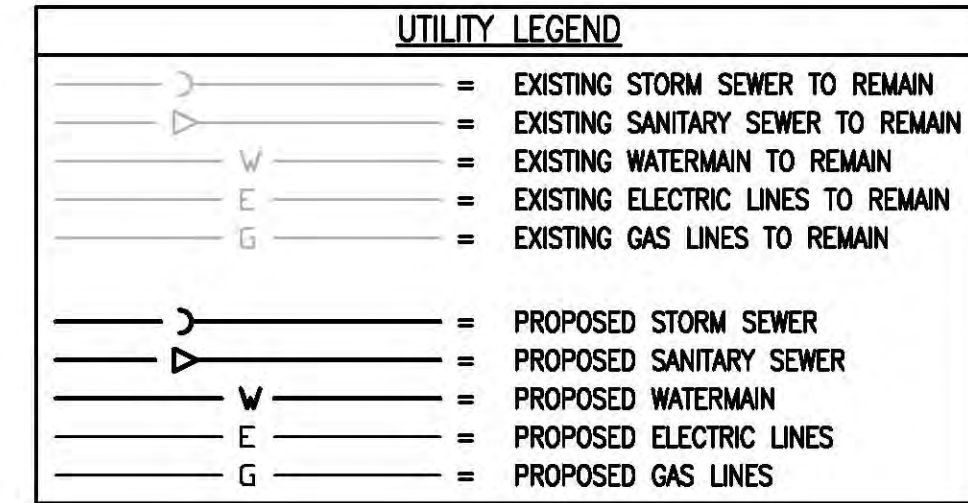 UTILITY LEGEND
= EXISTING STORM SEWER TO REMAIN
= EXISTING SANITARY SEWER TO REMAIN
W = EXISTING WATERMAIN TO REMAIN
E = EXISTING ELECTRIC LINES TO REMAIN
G = EXISTING GAS LINES TO REMAIN
= PROPOSED STORM SEWER
= PROPOSED SANITARY SEWER
W = PROPOSED WATERMAIN
E = PROPOSED ELECTRIC LINES
G = PROPOSED GAS LINES